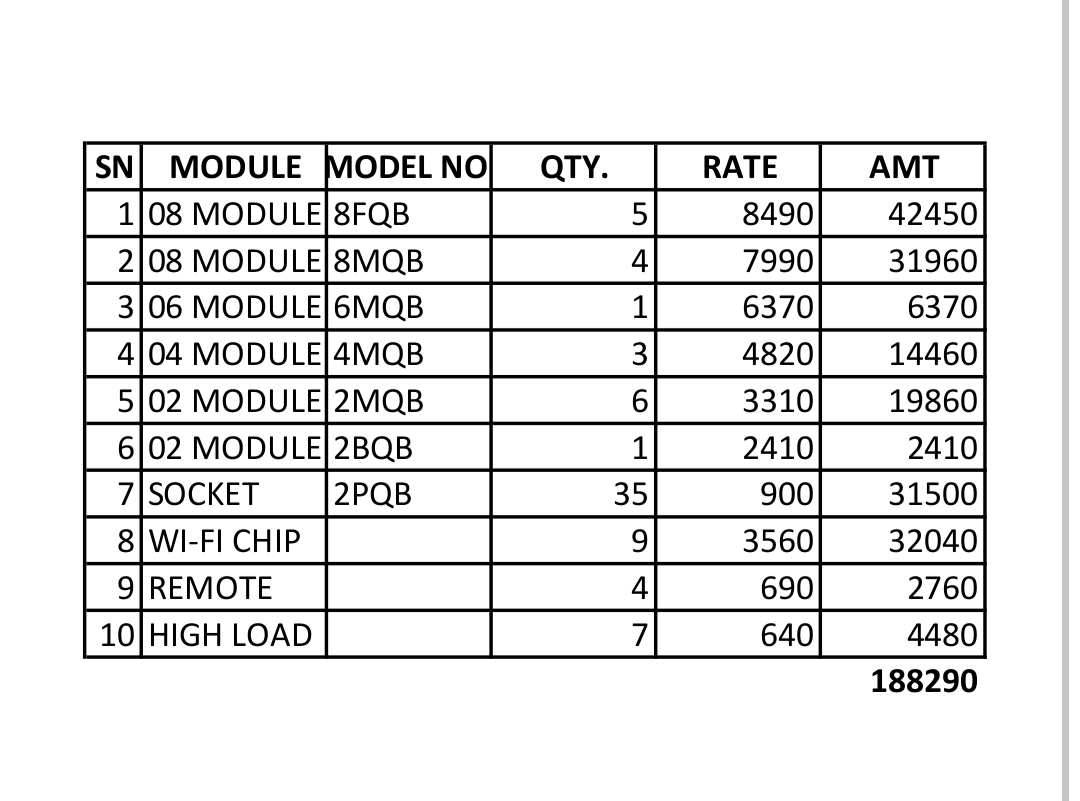 SN MODULE MODEL NO QTY. RATE AMT
1 08 MODULE 8FQB 5 8490 42450
2 08 MODULE 8MQB 4 7990 31960
3 06 MODULE 6MQB 1 6370 6370
4 04 MODULE 4MQB 3 4820 14460
5 02 MODULE 2MQB 6 3310 19860
6 02 MODULE 2BQB 1 2410 2410
7 SOCKET 2PQB 35 900 31500
8 WI-FI CHIP 9 3560 32040
9 REMOTE 4 690 2760
10 HIGH LOAD 7 640 4480
188290